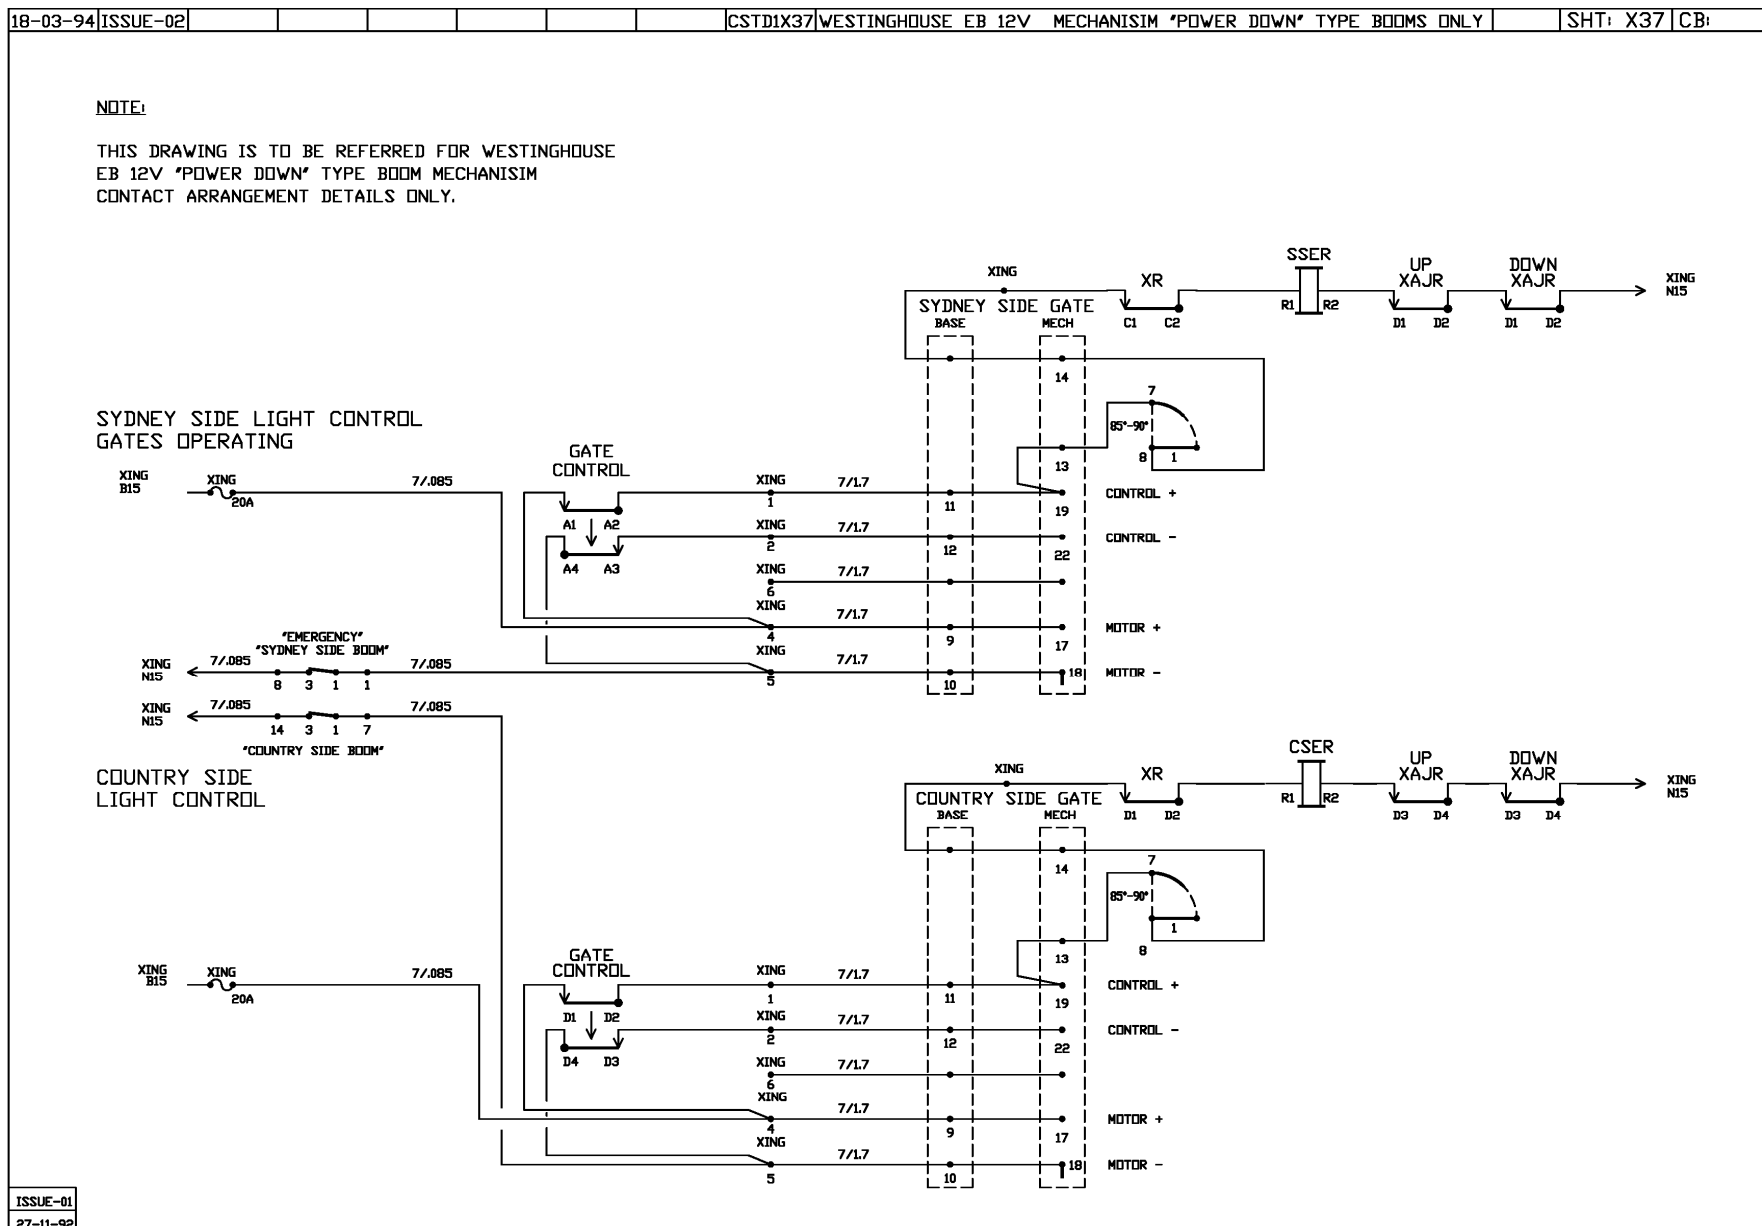 18-03-94 ISSUE-02 CSTD1X37 WESTINGHOUSE EB 12V MECHANISIM "POWER DOWN" TYPE BOOMS ONLY SHT: X37 CB:
NOTE:
THIS DRAWING IS TO BE REFERRED FOR WESTINGHOUSE
EB 12V "POWER DOWN" TYPE BOOM MECHANISIM
CONTACT ARRANGEMENT DETAILS ONLY.
SSER
UP
XAJR
DOWN
XAJR
XING
XR
XING
N15
R1 R2
C1 C2
D1 D2
D1 D2
SYDNEY SIDE GATE
BASE MECH
14
7
85°-90°
8 1
13
SYDNEY SIDE LIGHT CONTROL
GATES OPERATING
XING
B15
XING
20A
7/.085
GATE
CONTROL
A1 A2
A4 A3
XING
1
7/1.7
11
19
CONTROL +
XING
2
7/1.7
12
22
CONTROL -
XING
6
7/1.7
XING
4
7/1.7
9
17
MOTOR +
XING
5
7/1.7
10
18
MOTOR -
"EMERGENCY"
"SYDNEY SIDE BOOM"
XING
N15
7/.085
8 3 1 1
7/.085
XING
N15
7/.085
14 3 1 7
7/.085
"COUNTRY SIDE BOOM"
COUNTRY SIDE
LIGHT CONTROL
CSER
UP
XAJR
DOWN
XAJR
XING
XR
XING
N15
R1 R2
D1 D2
D3 D4
D3 D4
COUNTRY SIDE GATE
BASE MECH
14
7
85°-90°
1
8
13
XING
B15
XING
20A
7/.085
GATE
CONTROL
D1 D2
D4 D3
XING
1
7/1.7
11
19
CONTROL +
XING
2
7/1.7
12
22
CONTROL -
XING
6
7/1.7
XING
4
7/1.7
9
17
MOTOR +
XING
5
7/1.7
10
18
MOTOR -
ISSUE-01
27-11-92